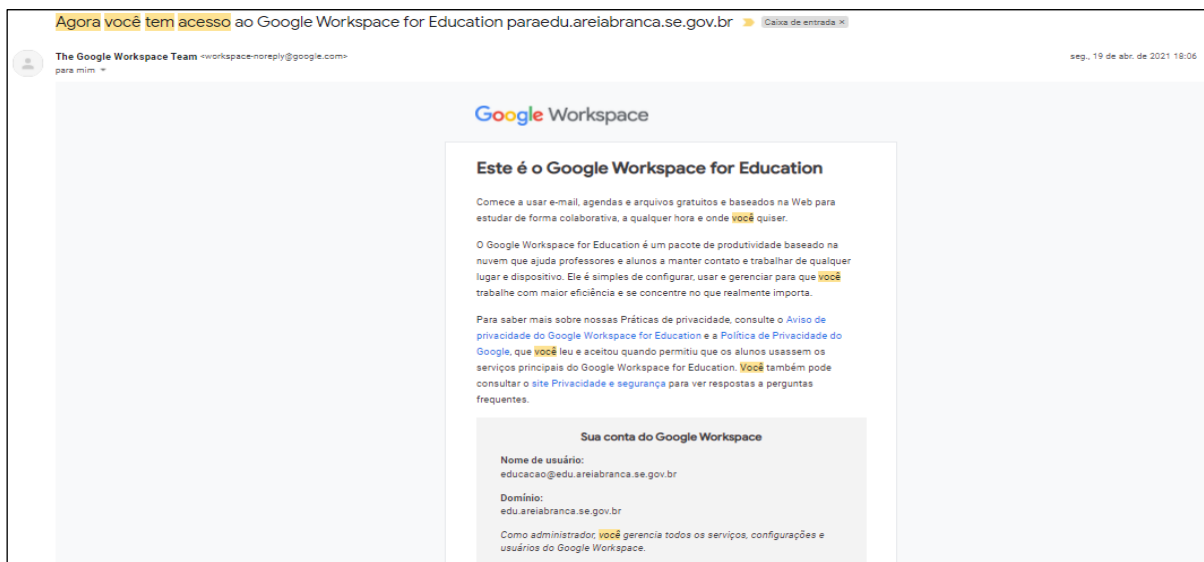 Agora você tem acesso ao Google Workspace for Education paraedu.areiabranca.se.gov.br Caixa de entrada ×
The Google Workspace Team <workspace-noreply@google.com> seg., 19 de abr. de 2021 18:06
para mim
Google Workspace
Este é o Google Workspace for Education
Comece a usar e-mail, agendas e arquivos gratuitos e baseados na Web para
estudar de forma colaborativa, a qualquer hora e onde você quiser.
O Google Workspace for Education é um pacote de produtividade baseado na
nuvem que ajuda professores e alunos a manter contato e trabalhar de qualquer
lugar e dispositivo. Ele é simples de configurar, usar e gerenciar para que você
trabalhe com maior eficiência e se concentre no que realmente importa.
Para saber mais sobre nossas Práticas de privacidade, consulte o Aviso de
privacidade do Google Workspace for Education e a Política de Privacidade do
Google, que você leu e aceitou quando permitiu que os alunos usassem os
serviços principais do Google Workspace for Education. Você também pode
consultar o site Privacidade e segurança para ver respostas a perguntas
frequentes.
Sua conta do Google Workspace
Nome de usuário:
educacao@edu.areiabranca.se.gov.br
Domínio:
edu.areiabranca.se.gov.br
Como administrador, você gerencia todos os serviços, configurações e
usuários do Google Workspace.